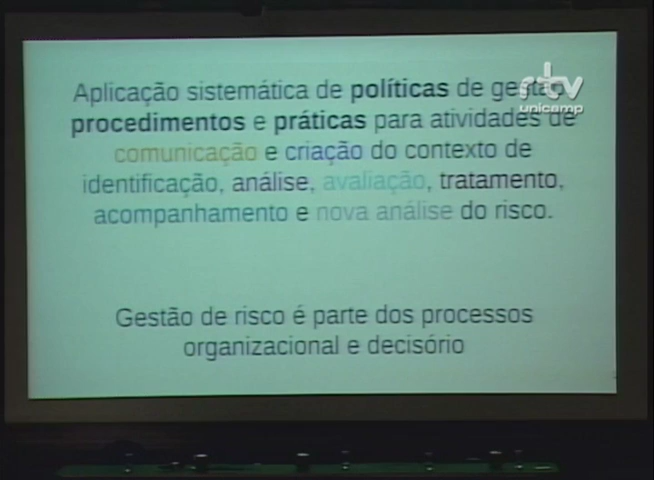 Aplicação sistemática de políticas de gestão,
procedimentos e práticas para atividades de
comunicação e criação do contexto de
identificação, análise, avaliação, tratamento,
acompanhamento e nova análise do risco.
Gestão de risco é parte dos processos
organizacional e decisório
rtv
unicamp